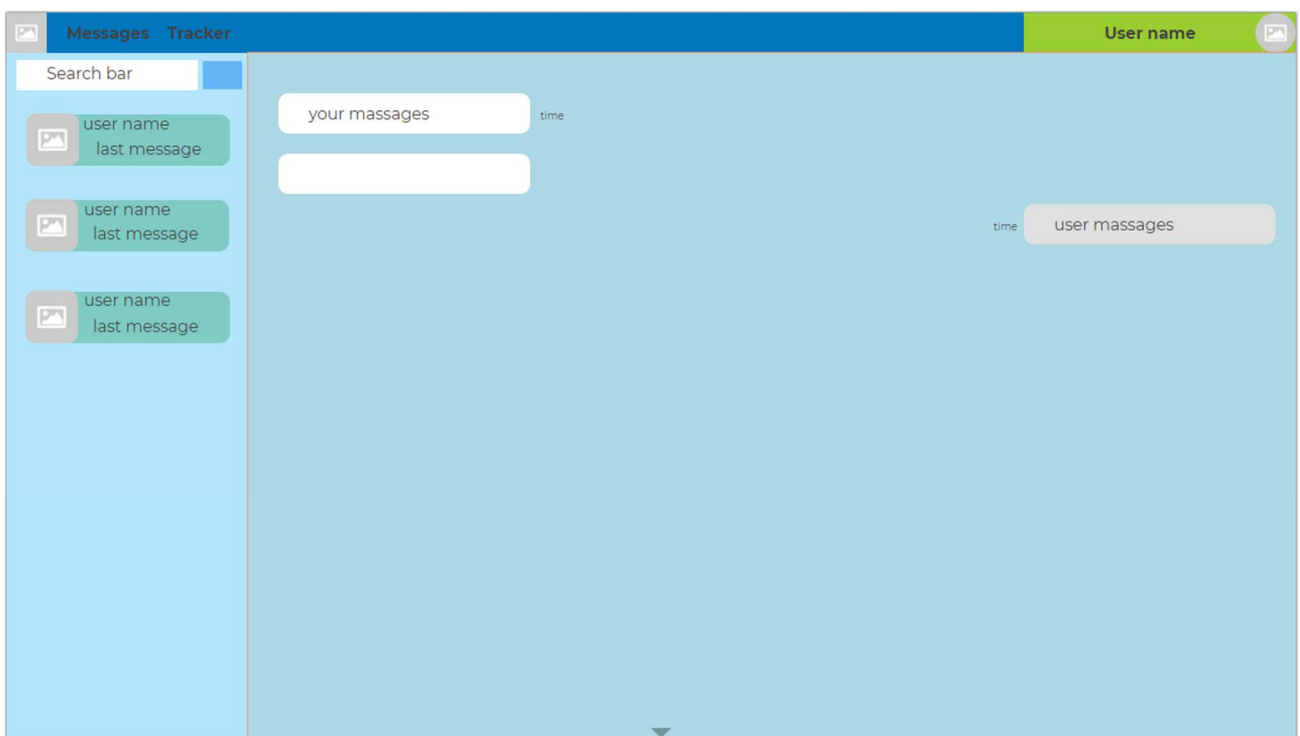 Messages Tracker
User name
Search bar
user name
last message
user name
last message
user name
last message
your massages
time
time
user massages